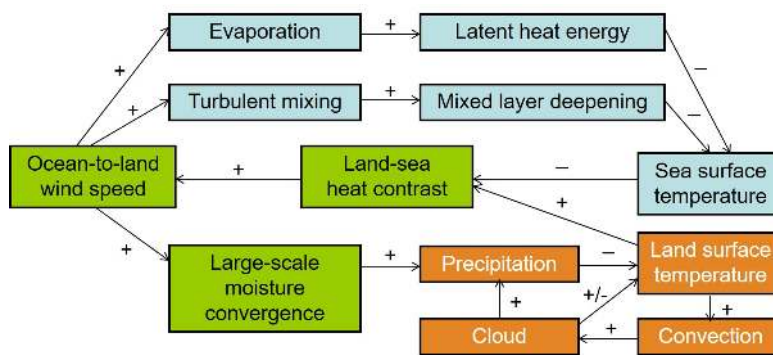 Evaporation
+
Latent heat energy
+
−
Turbulent mixing
+
Mixed layer deepening
+
−
Ocean-to-land
wind speed
+
Land-sea
heat contrast
−
Sea surface
temperature
+
+
Large-scale
moisture
convergence
+
Precipitation
−
Land surface
temperature
+
+/-
+
Cloud
+
Convection